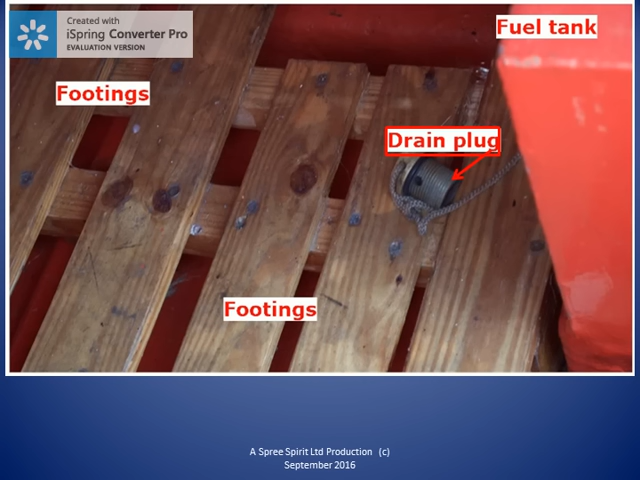 Created with
iSpring Converter Pro
EVALUATION VERSION
Fuel tank
Footings
Drain plug
Footings
A Spree Spirit Ltd Production (c)
September 2016